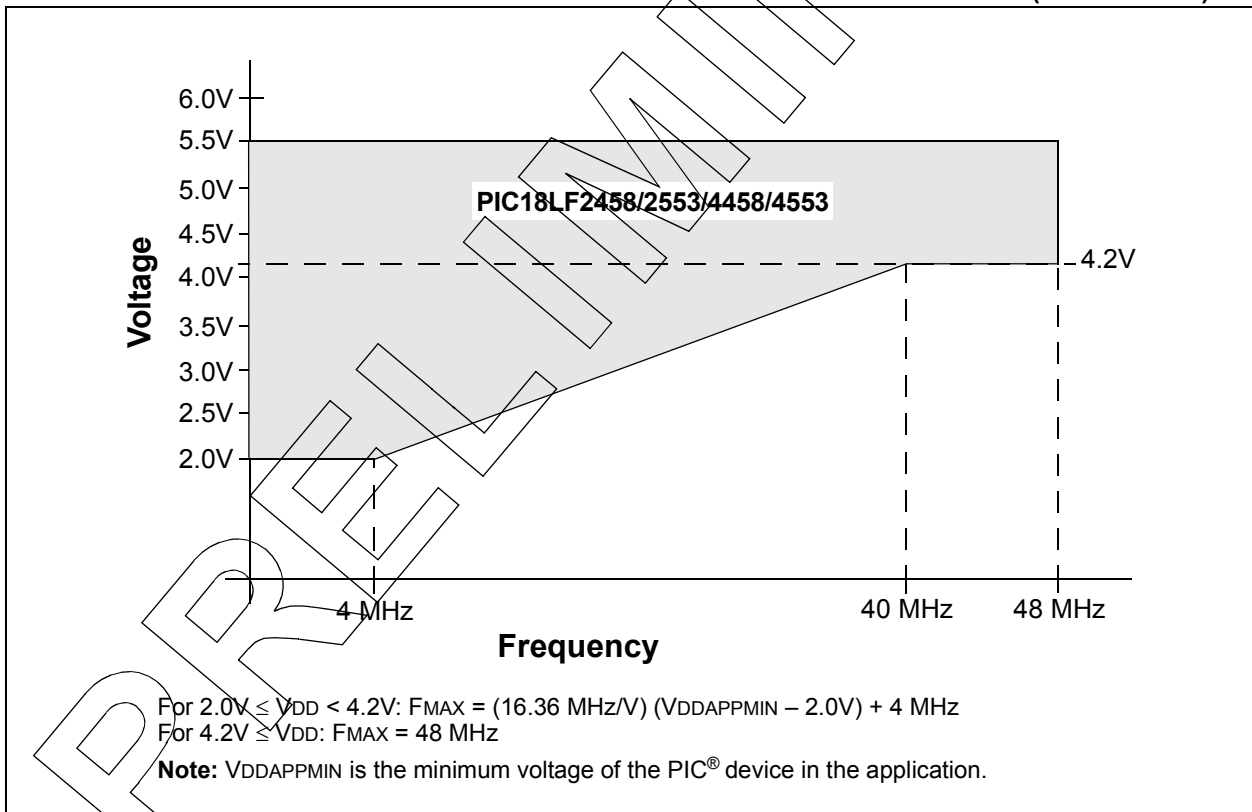 6.0V
5.5V
5.0V
4.5V
4.0V
3.5V
3.0V
2.5V
2.0V
Voltage
PIC18LF2458/2553/4458/4553
4.2V
4 MHz
40 MHz
48 MHz
Frequency
For 2.0V ≤ VDD < 4.2V: FMAX = (16.36 MHz/V) (VDDAPPMIN – 2.0V) + 4 MHz
For 4.2V ≤ VDD: FMAX = 48 MHz
Note: VDDAPPMIN is the minimum voltage of the PIC® device in the application.